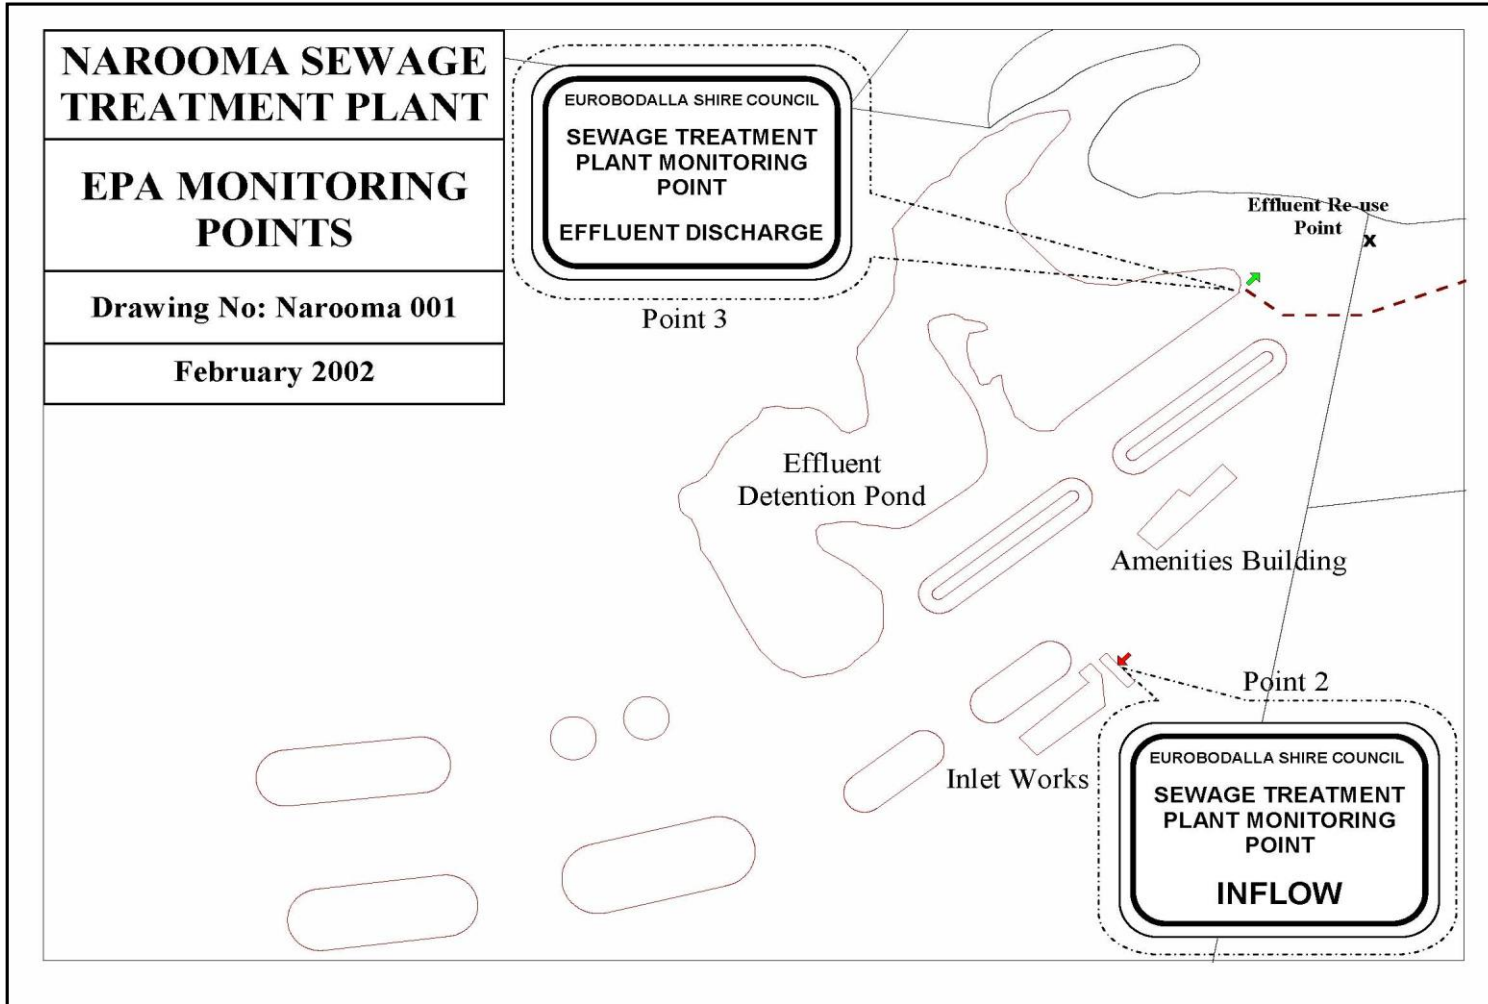 NAROOMA SEWAGE
TREATMENT PLANT
EPA MONITORING
POINTS
Drawing No: Narooma 001
February 2002
EUROBODALLA SHIRE COUNCIL
SEWAGE TREATMENT
PLANT MONITORING
POINT
EFFLUENT DISCHARGE
Point 3
Effluent Re-use
Point
x
Effluent
Detention Pond
Amenities Building
Point 2
Inlet Works
EUROBODALLA SHIRE COUNCIL
SEWAGE TREATMENT
PLANT MONITORING
POINT
INFLOW